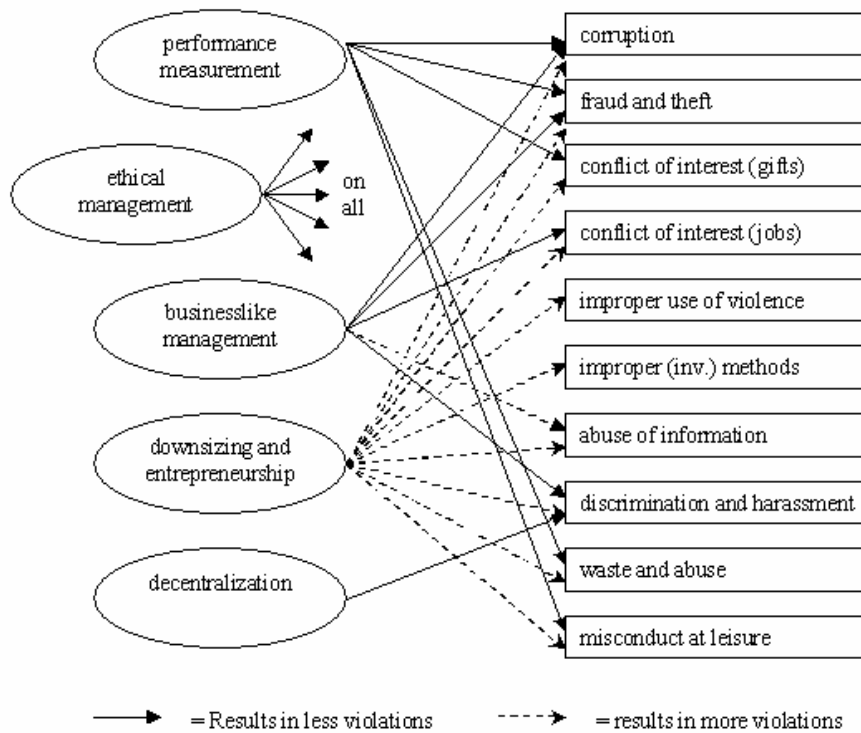 performance
measurement
ethical
management
on
all
businesslike
management
downsizing and
entrepreneurship
decentralization
corruption
fraud and theft
conflict of interest (gifts)
conflict of interest (jobs)
improper use of violence
improper (inv.) methods
abuse of information
discrimination and harassment
waste and abuse
misconduct at leisure
= Results in less violations
= results in more violations